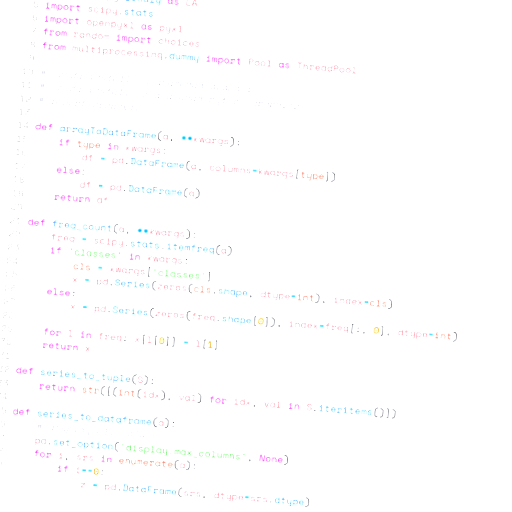 as LA
import scipy.stats
import openpyxl as pyxl
from random import choices
from multiprocessing.dummy import Pool as ThreadPool
def arrayToDataFrame(a, **kwargs):
if type in kwargs:
df = pd.DataFrame(a, columns=kwargs[type])
else:
df = pd.DataFrame(a)
return df
def freq_count(a, **kwargs):
freq = scipy.stats.itemfreq(a)
if 'classes' in kwargs:
cls = kwargs['classes']
x = pd.Series(zeros(cls.shape, dtype=int), index=cls)
else:
x = pd.Series(zeros(freq.shape[0]), index=freq[:, 0], dtype=int)
for i in freq: x[i[0]] = i[1]
return x
def series_to_tuple(S):
return str([(int(idx), val) for idx, val in S.iteritems()])
def series_to_dataframe(a):
pd.set_option('display.max_columns', None)
for i, srs in enumerate(a):
if i==0:
r = pd.DataFrame(srs, dtype=srs.dtype)